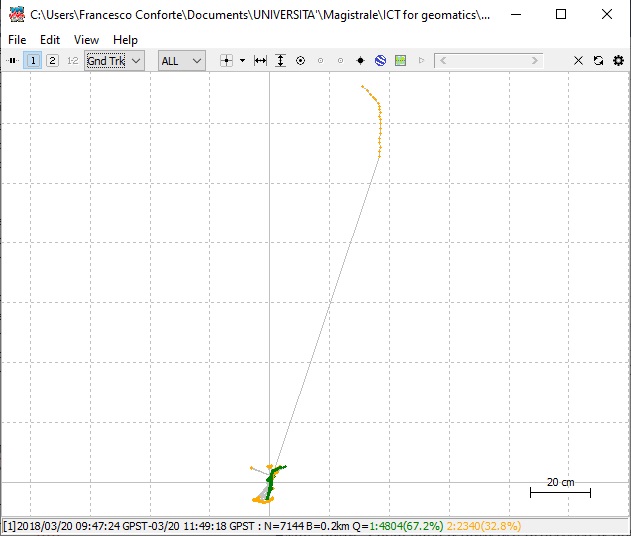 C:\Users\Francesco Conforte\Documents\UNIVERSITA'\Magistrale\ICT for geomatics\...
File Edit View Help
1 2 1-2 Gnd Trk ALL
20 cm
[1]2018/03/20 09:47:24 GPST-03/20 11:49:18 GPST : N=7144 B=0.2km Q=1:4804(67.2%) 2:2340(32.8%)